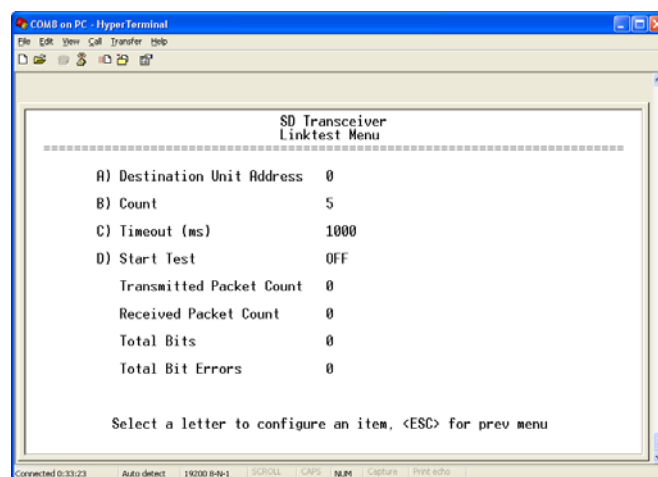 COM8 on PC - HyperTerminal
File Edit View Call Transfer Help
SD Transceiver
Linktest Menu
================================================================================
A) Destination Unit Address 0
B) Count 5
C) Timeout (ms) 1000
D) Start Test OFF
Transmitted Packet Count 0
Received Packet Count 0
Total Bits 0
Total Bit Errors 0
Select a letter to configure an item, <ESC> for prev menu
Connected 0:33:23 Auto detect 19200 8-N-1 SCROLL CAPS NUM Capture Print echo